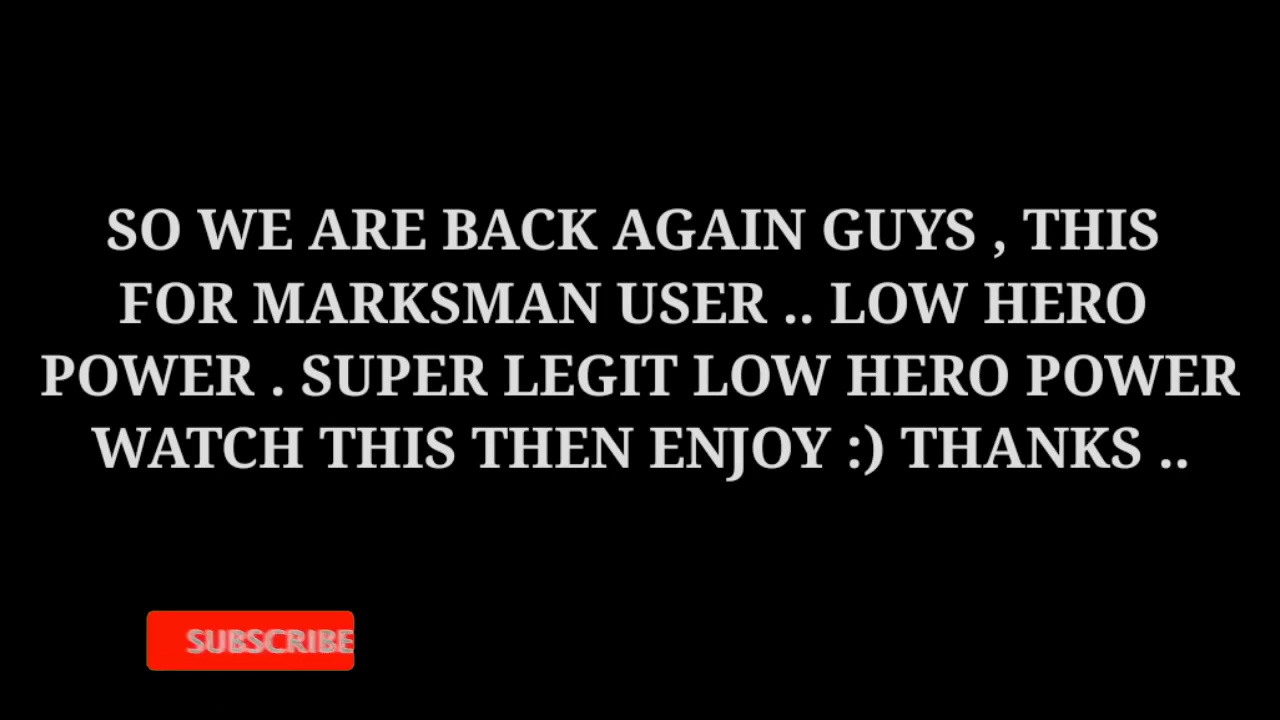 SO WE ARE BACK AGAIN GUYS , THIS
FOR MARKSMAN USER .. LOW HERO
POWER . SUPER LEGIT LOW HERO POWER
WATCH THIS THEN ENJOY :) THANKS ..
SUBSCRIBE